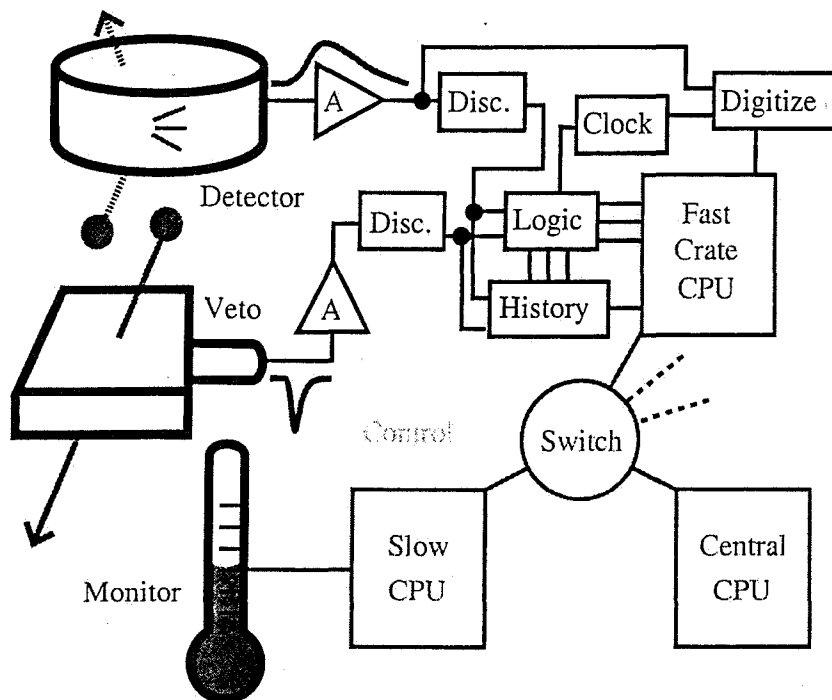 A
Disc.
Digitize
Clock
Detector
Disc.
Logic
Fast
Crate
CPU
Veto
A
History
Control
Switch
Slow
CPU
Central
CPU
Monitor